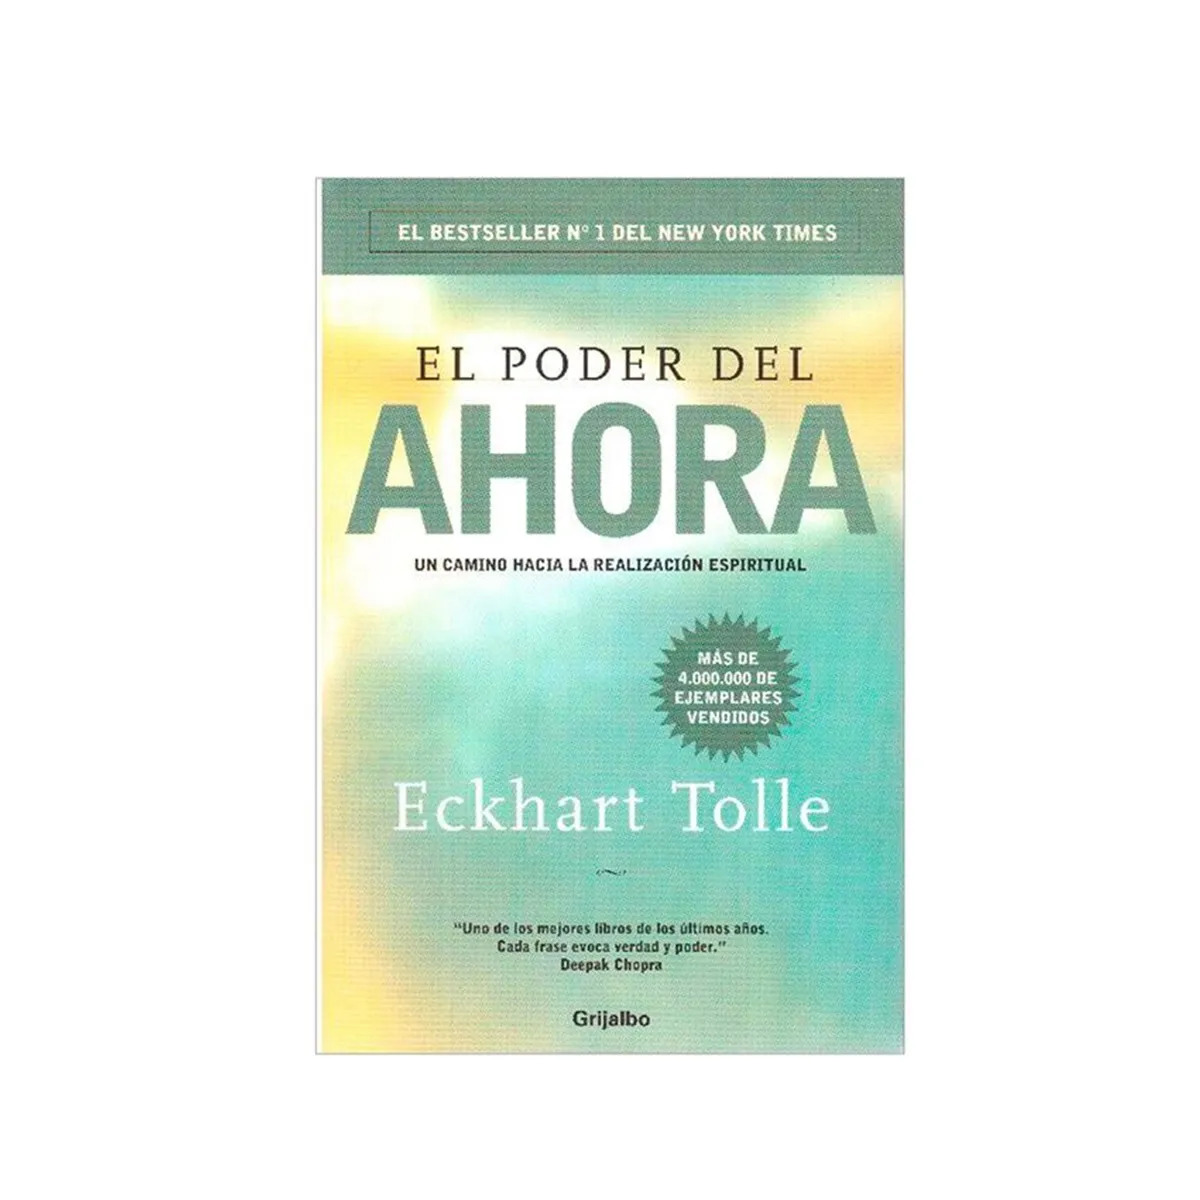 EL BESTSELLER N° 1 DEL NEW YORK TIMES
EL PODER DEL
AHORA
UN CAMINO HACIA LA REALIZACIÓN ESPIRITUAL
MÁS DE
4.000.000 DE
EJEMPLARES
VENDIDOS
Eckhart Tolle
“Uno de los mejores libros de los últimos años.
Cada frase evoca verdad y poder.”
Deepak Chopra
Grijalbo